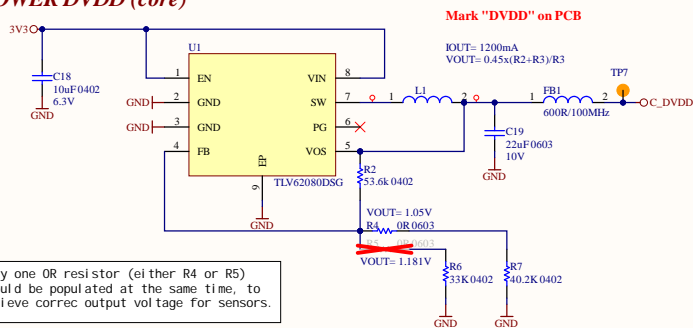 POWER DVDD (core)
Mark "DVDD" on PCB
3V3
U1
IOUT= 1200mA
VOUT= 0.45x(R2+R3)/R3
C18
10uF 0402
6.3V
GND
1 EN VIN 8
2 GND SW 7
3 GND PG 6
4 FB VOS 5
EP
9
TLV62080DSG
GND
GND
GND
1 L1 2
1 FB1 2
600R/100MHz
TP7
C_DVDD
C19
22uF 0603
10V
GND
R2
53.6k 0402
VOUT= 1.05V
R4 0R 0603
R5 0R 0603
VOUT= 1.181V
R6
33K 0402
GND
R7
40.2K 0402
GND
y one OR resistor (either R4 or R5)
uld be populated at the same time, to
ieve correc output voltage for sensors.